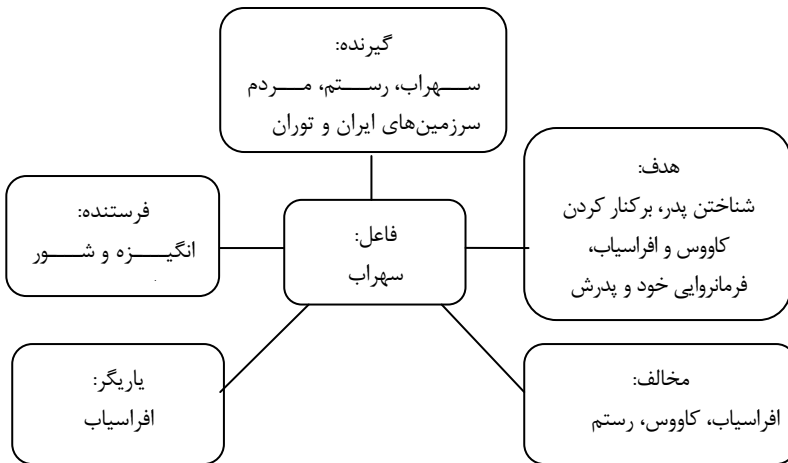 گیرنده:
سهراب، رستم، مردم
سرزمین‌های ایران و توران
هدف:
شناختن پدر، برکنار کردن
کاووس و افراسیاب،
فرمانروایی خود و پدرش
فاعل:
سهراب
فرستنده:
انگیزه و شور
مخالف:
افراسیاب، کاووس، رستم
یاریگر:
افراسیاب